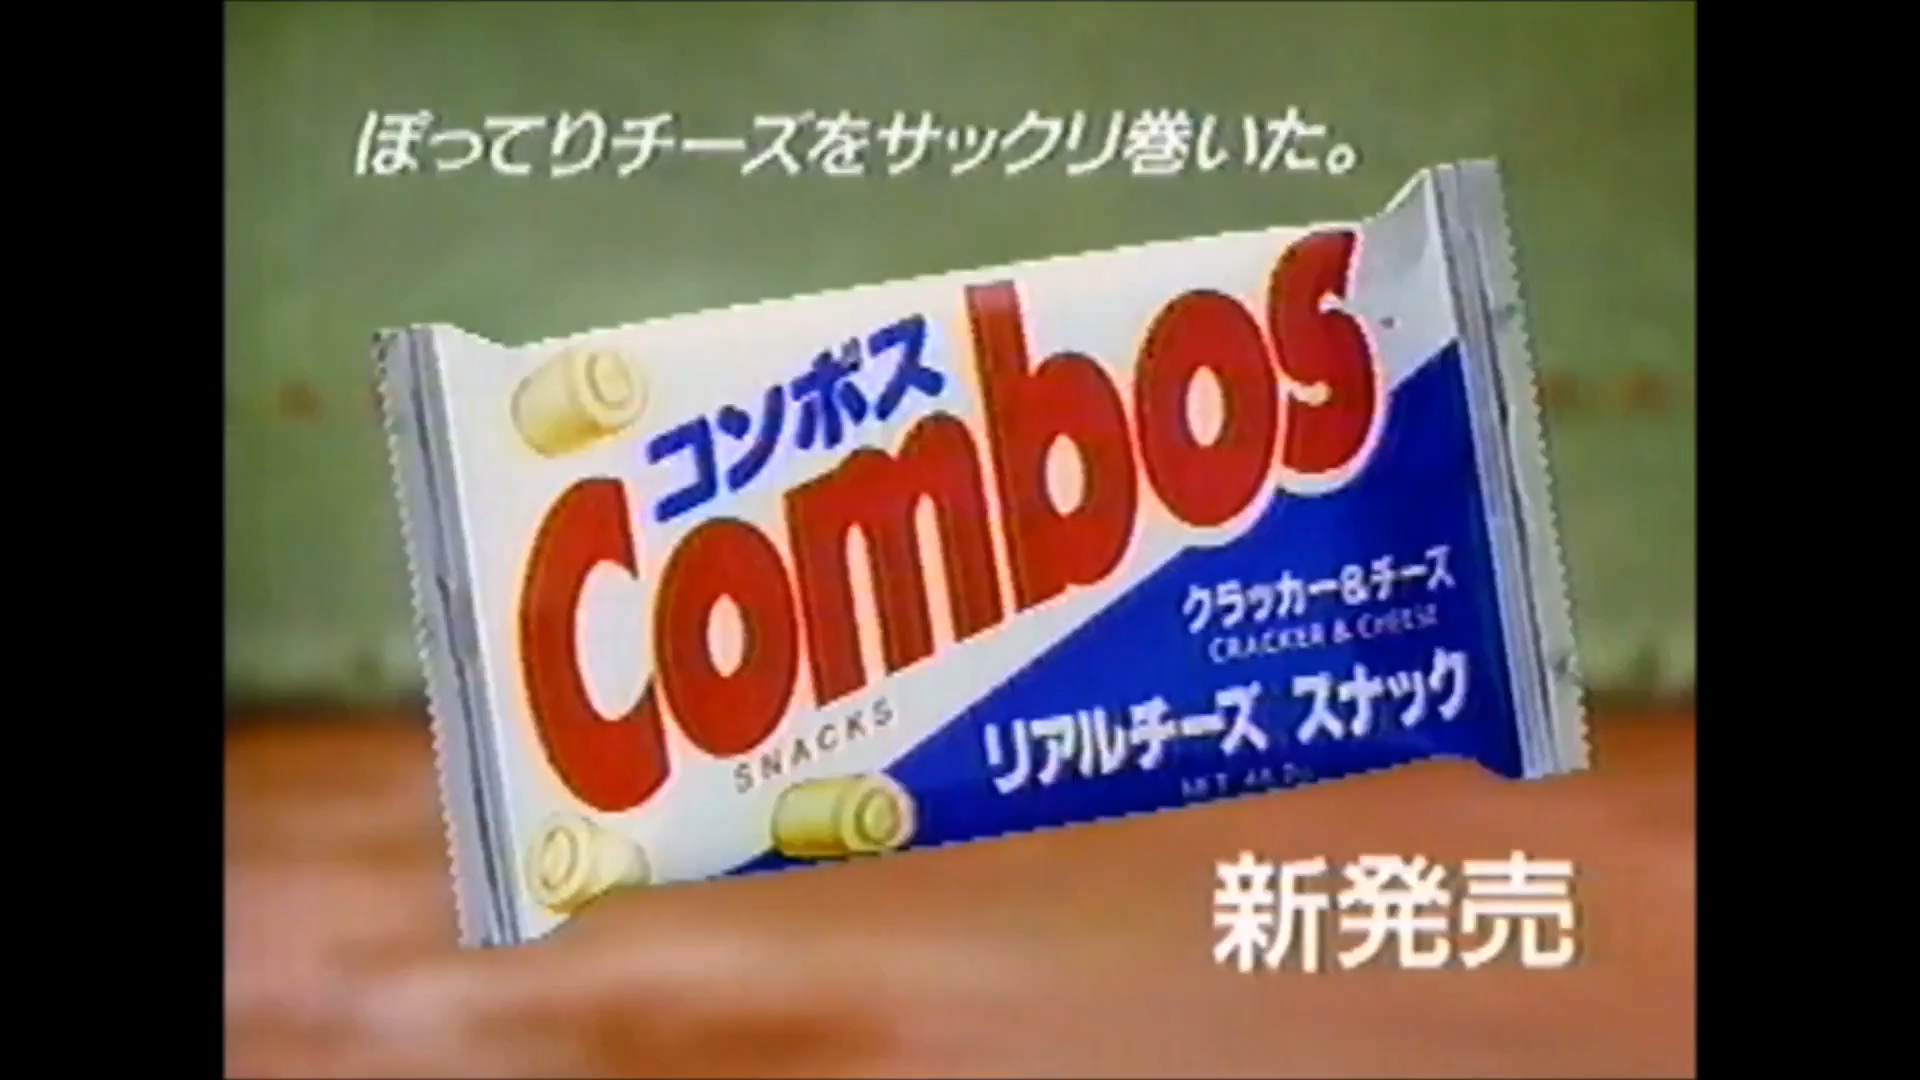 ぽってりチーズをサックリ巻いた。
コンボス
Combos
SNACKS
クラッカー&チーズ
CRACKER & CHEESE
リアルチーズ スナック
新発売